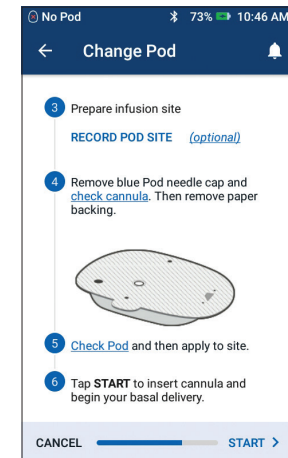 No Pod 73% 10:46 AM
Change Pod
3 Prepare infusion site
RECORD POD SITE (optional)
4 Remove blue Pod needle cap and
check cannula. Then remove paper
backing.
5 Check Pod and then apply to site.
6 Tap START to insert cannula and
begin your basal delivery.
CANCEL START >